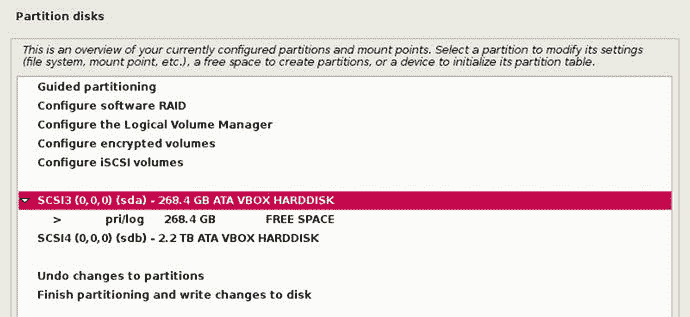 Partition disks
This is an overview of your currently configured partitions and mount points. Select a partition to modify its settings
(file system, mount point, etc.), a free space to create partitions, or a device to initialize its partition table.
Guided partitioning
Configure software RAID
Configure the Logical Volume Manager
Configure encrypted volumes
Configure iSCSI volumes
SCSI3 (0,0,0) (sda) - 268.4 GB ATA VBOX HARDDISK
> pri/log 268.4 GB FREE SPACE
SCSI4 (0,0,0) (sdb) - 2.2 TB ATA VBOX HARDDISK
Undo changes to partitions
Finish partitioning and write changes to disk